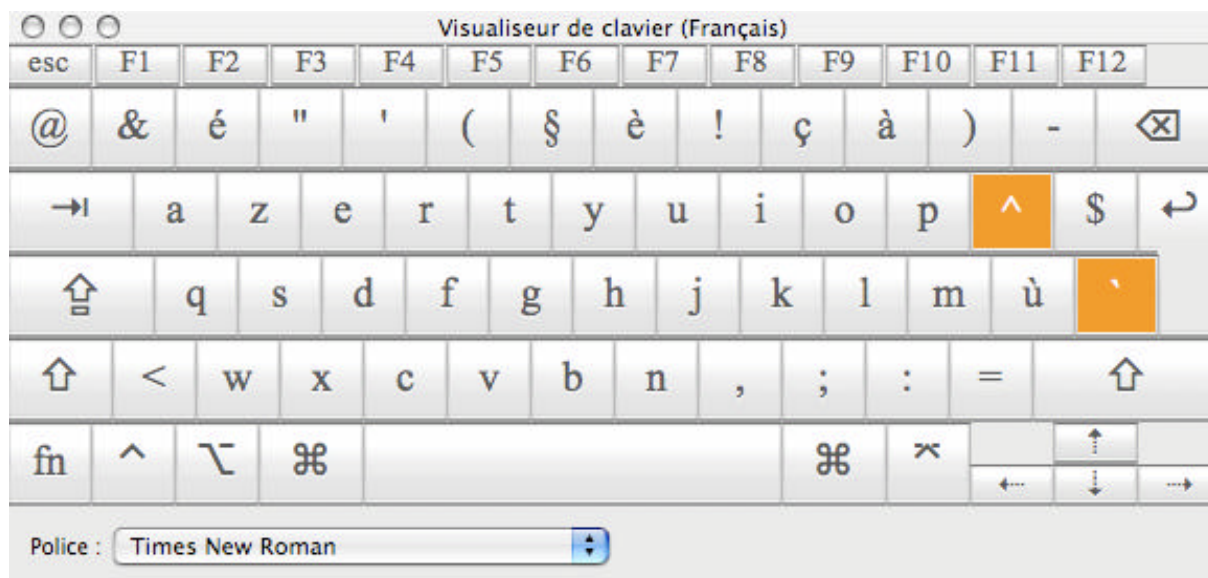 Visualiseur de clavier (Français)
esc F1 F2 F3 F4 F5 F6 F7 F8 F9 F10 F11 F12
@ & é " ' ( § è ! ç à ) - ⌫
⇥ a z e r t y u i o p ^ $ ↩
⇪ q s d f g h j k l m ù `
⇧ < w x c v b n , ; : = ⇧
fn ^ ⌥ ⌘ ⌘ ⌤ ⇡
⇠ ⇣ ⇢
Police : Times New Roman